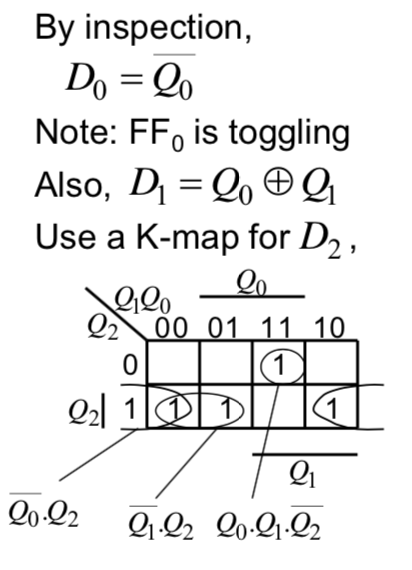 By inspection,
D₀ = Q̅₀
Note: FF₀ is toggling
Also, D₁ = Q₀ ⊕ Q₁
Use a K-map for D₂ ,
Q₀
Q₁Q₀
Q₂ 00 01 11 10
0 1
Q₂| 1 1 1 1
Q₁
Q̅₀.Q₂ Q̅₁.Q₂ Q₀.Q₁.Q̅₂